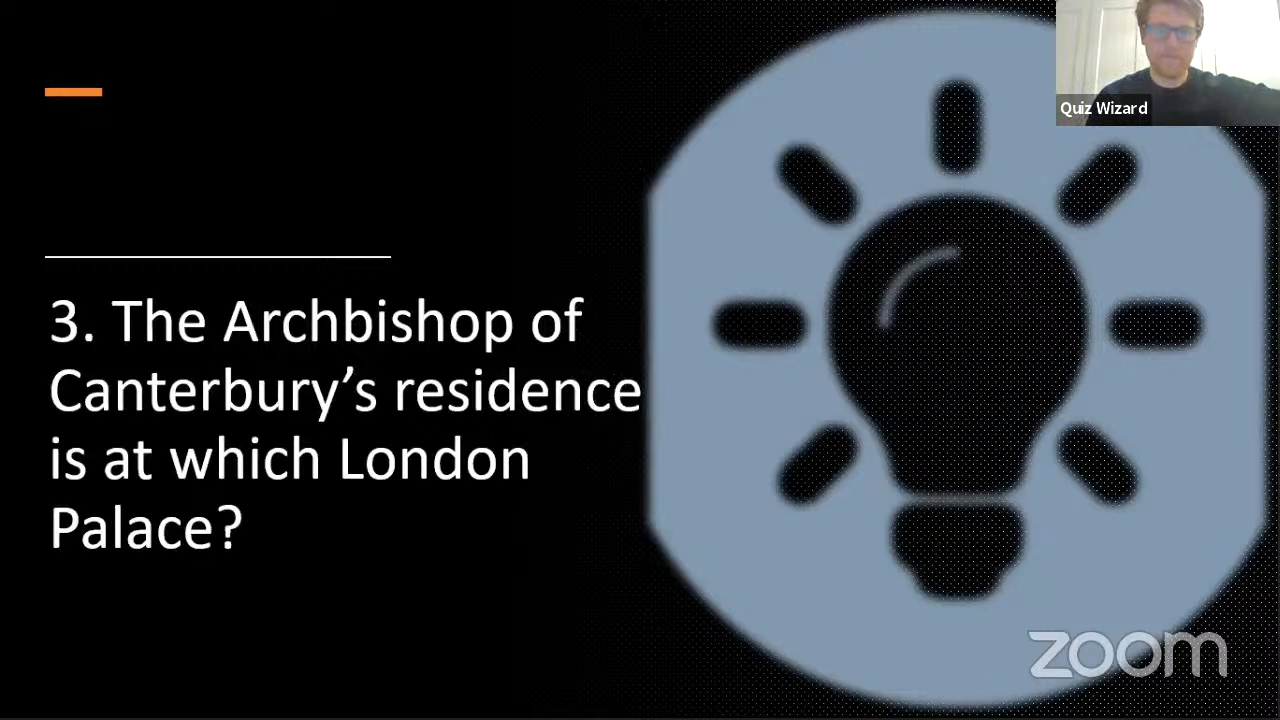 Quiz Wizard
3. The Archbishop of
Canterbury’s residence
is at which London
Palace?
zoom